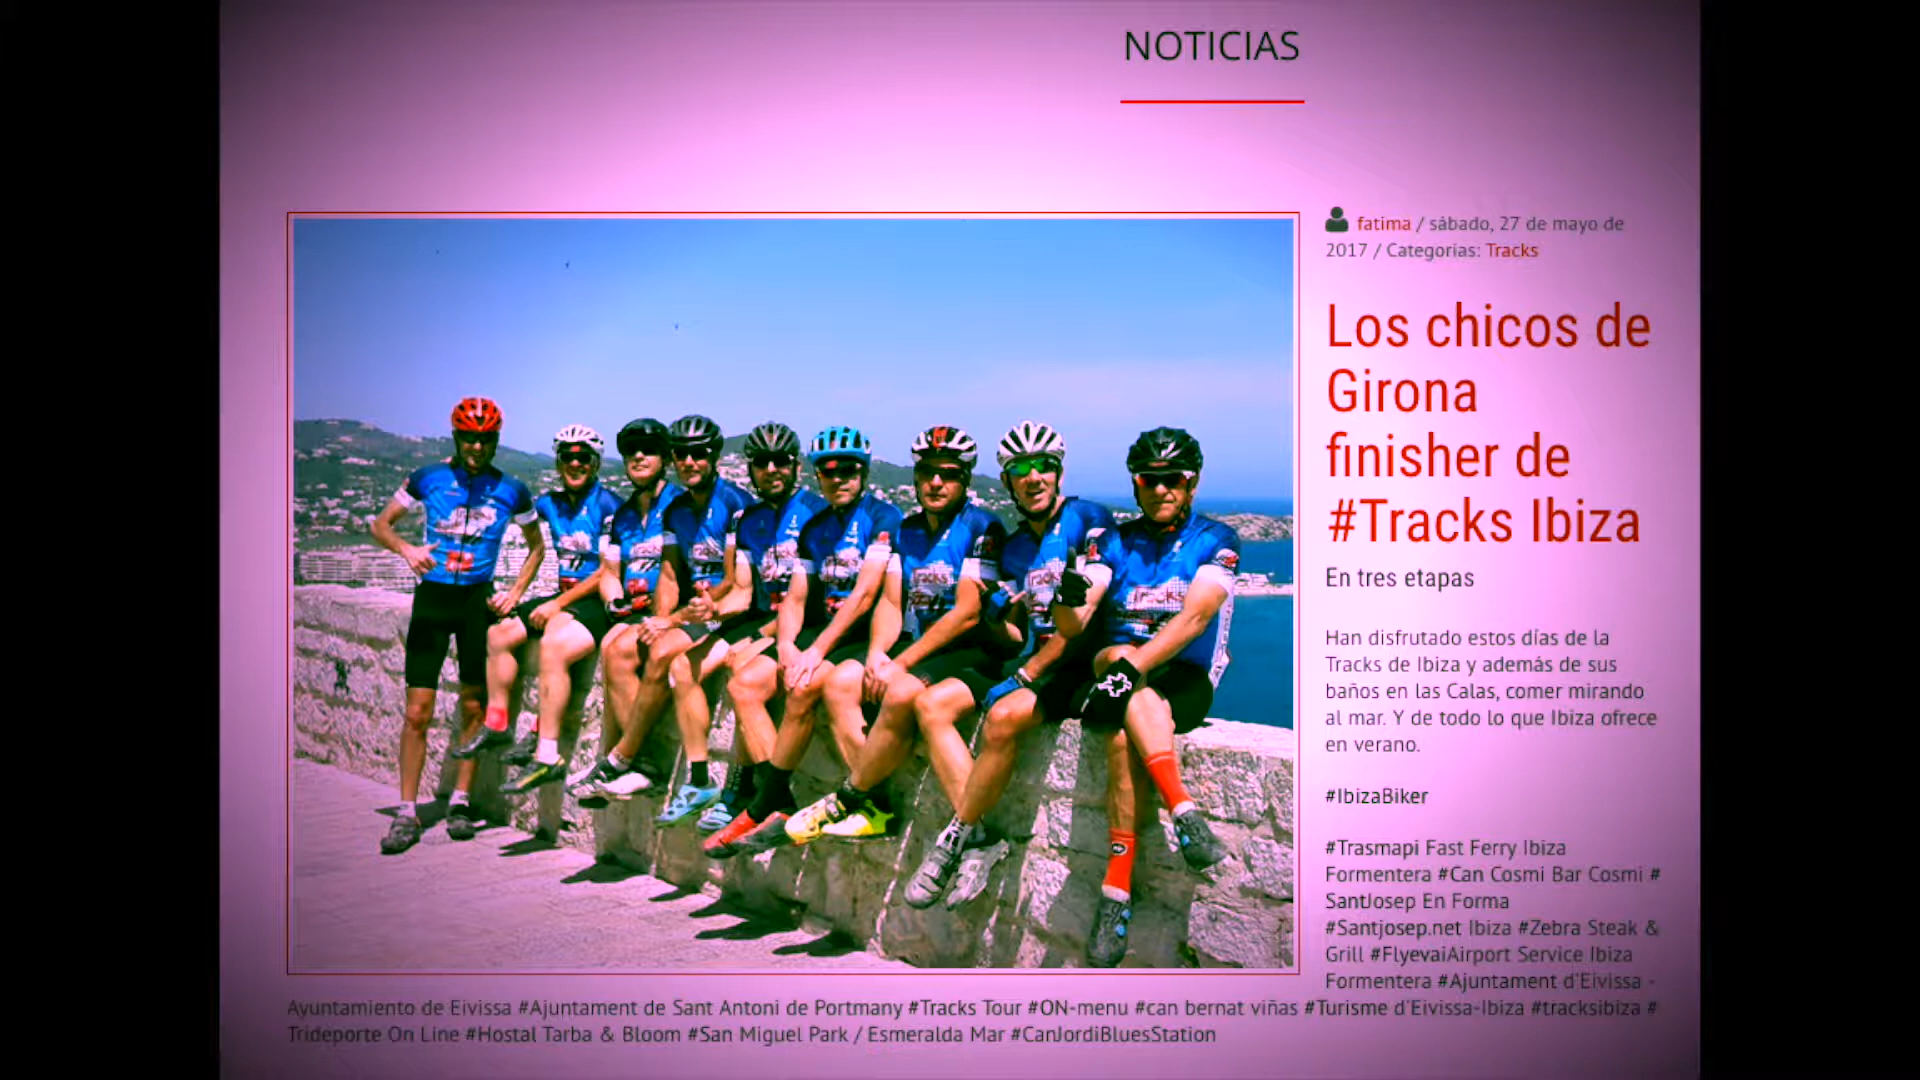 NOTICIAS
fatima / sábado, 27 de mayo de
2017 / Categorias: Tracks
Los chicos de
Girona
finisher de
#Tracks Ibiza
En tres etapas
Han disfrutado estos días de la
Tracks de Ibiza y además de sus
baños en las Calas, comer mirando
al mar. Y de todo lo que Ibiza ofrece
en verano.
#IbizaBiker
#Trasmapi Fast Ferry Ibiza
Formentera #Can Cosmi Bar Cosmi #
SantJosep En Forma
#Santjosep.net Ibiza #Zebra Steak &
Grill #FlyevaiAirport Service Ibiza
Formentera #Ajuntament d'Eivissa -
Ayuntamiento de Eivissa #Ajuntament de Sant Antoni de Portmany #Tracks Tour #ON-menu #can bernat viñas #Turisme d'Eivissa-Ibiza #tracksibiza #
Trideporte On Line #Hostal Tarba & Bloom #San Miguel Park / Esmeralda Mar #CanJordiBluesStation